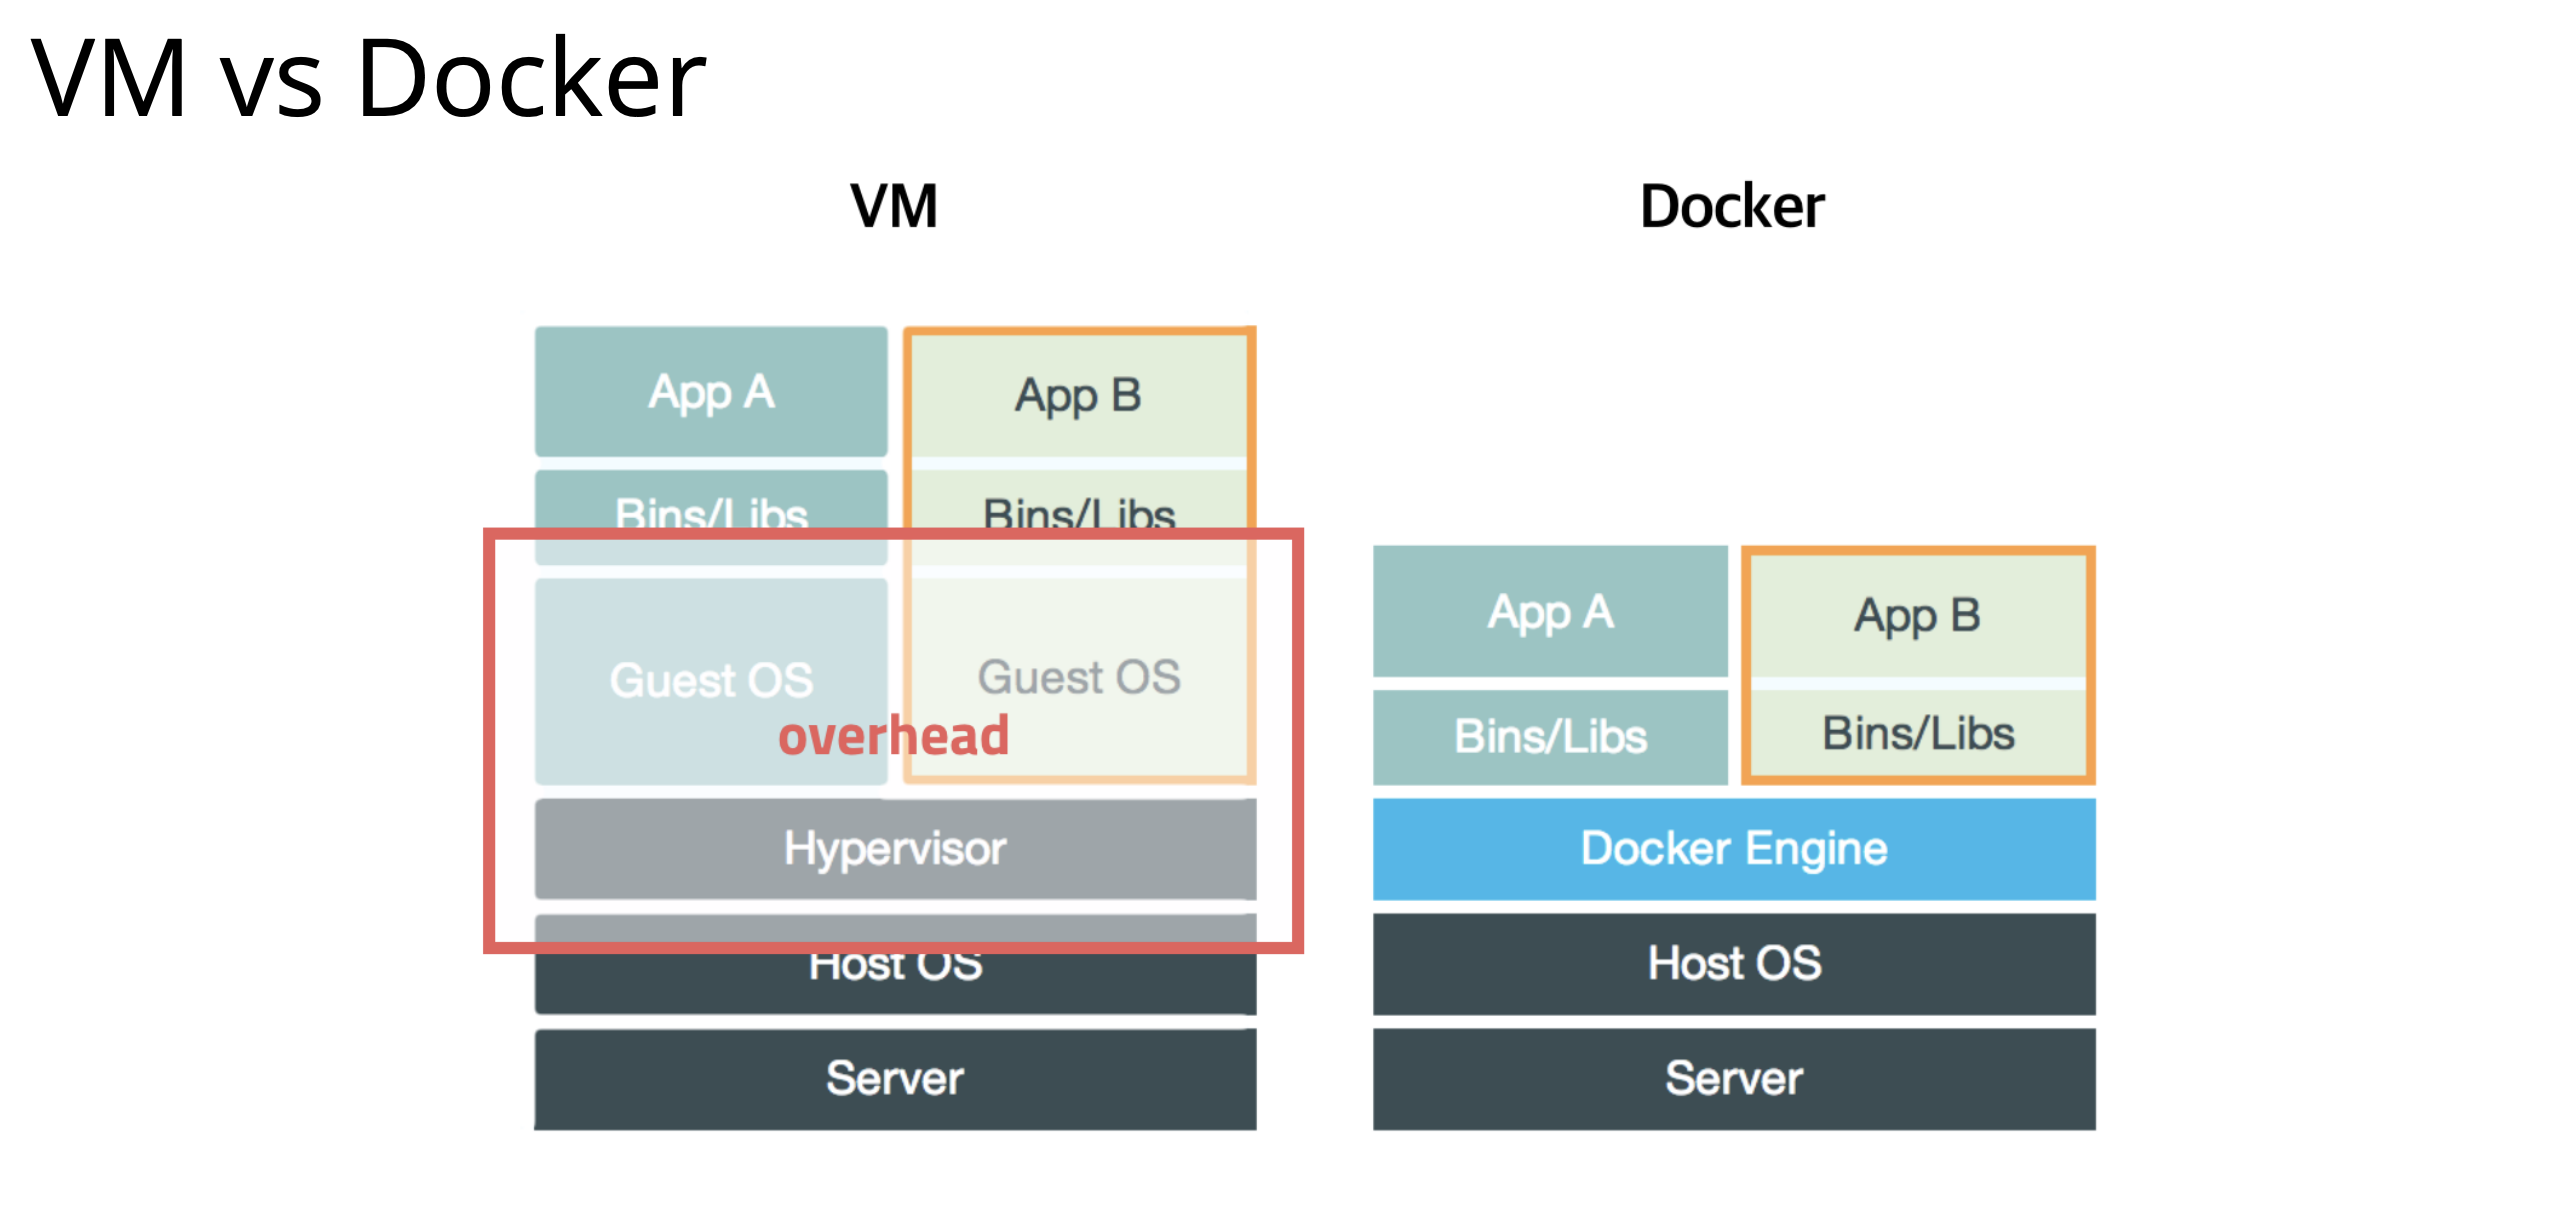 VM vs Docker
VM
Docker
App A
App B
Bins/Libs
Bins/Libs
Guest OS
Guest OS
overhead
Hypervisor
Host OS
Server
App A
App B
Bins/Libs
Bins/Libs
Docker Engine
Host OS
Server